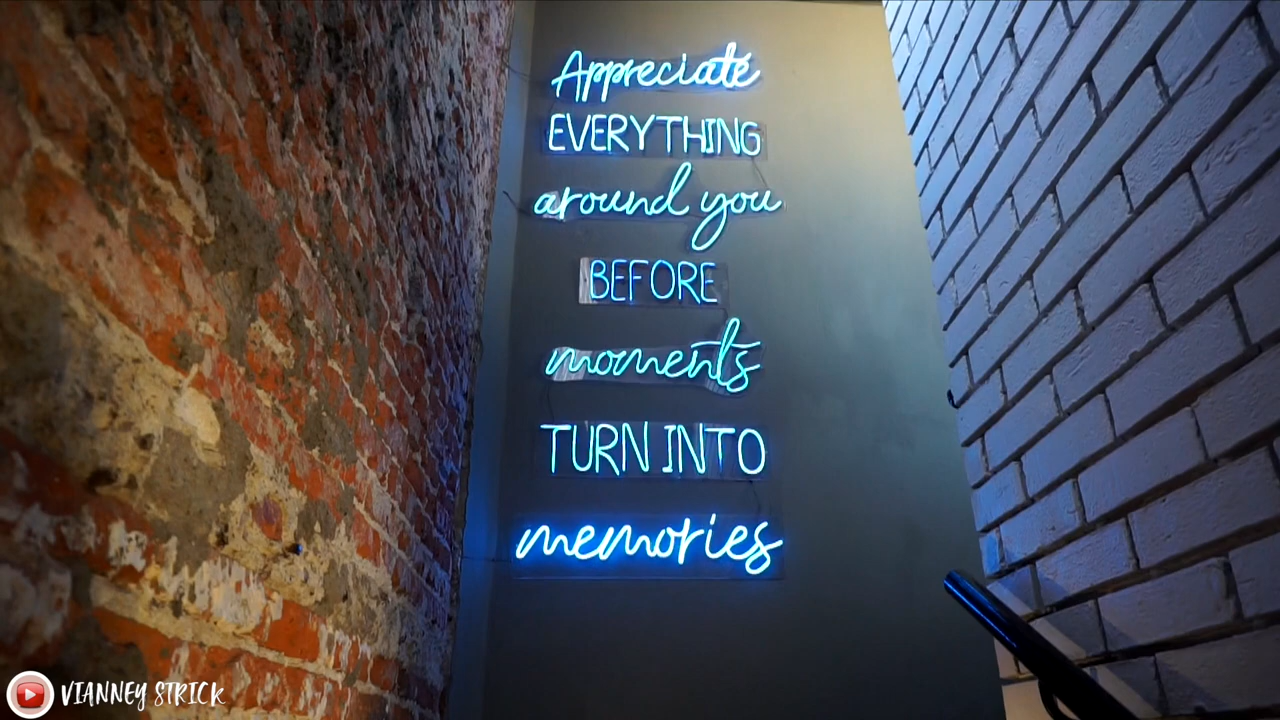 Appreciate
EVERYTHING
around you
BEFORE
moments
TURN INTO
memories
VIANNEY STRICK